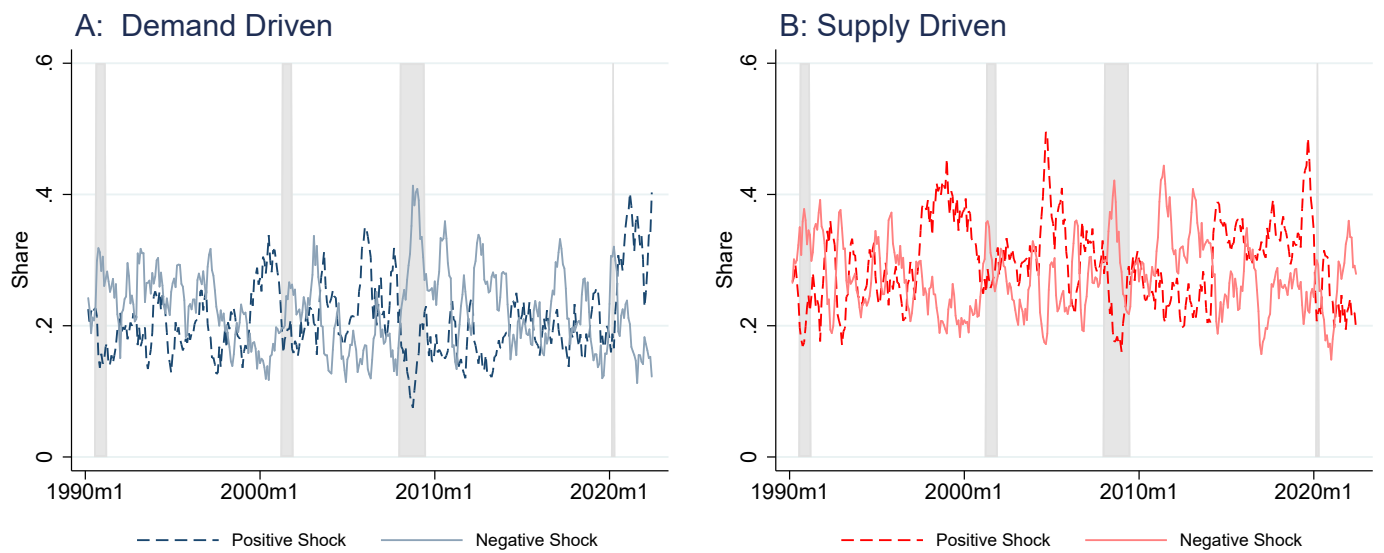 A: Demand Driven
Share
.6
.4
.2
0
1990m1 2000m1 2010m1 2020m1
Positive Shock Negative Shock
B: Supply Driven
Share
.6
.4
.2
0
1990m1 2000m1 2010m1 2020m1
Positive Shock Negative Shock